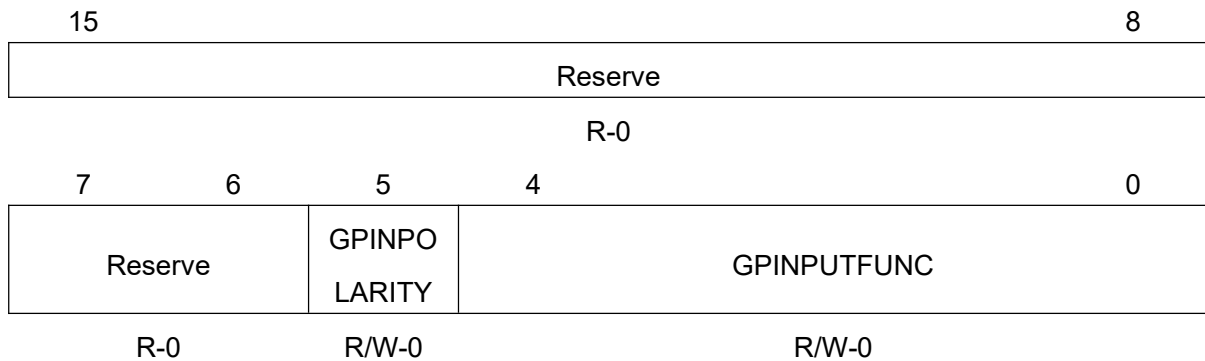 15 8
Reserve
R-0
7 6 5 4 0
Reserve GPINPO
LARITY GPINPUTFUNC
R-0 R/W-0 R/W-0